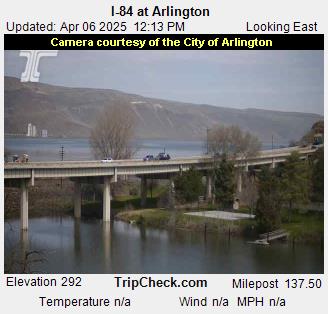 I-84 at Arlington
Updated: Apr 06 2025 12:13 PM Looking East
Camera courtesy of the City of Arlington
Elevation 292 TripCheck.com Milepost 137.50
Temperature n/a Wind n/a MPH n/a